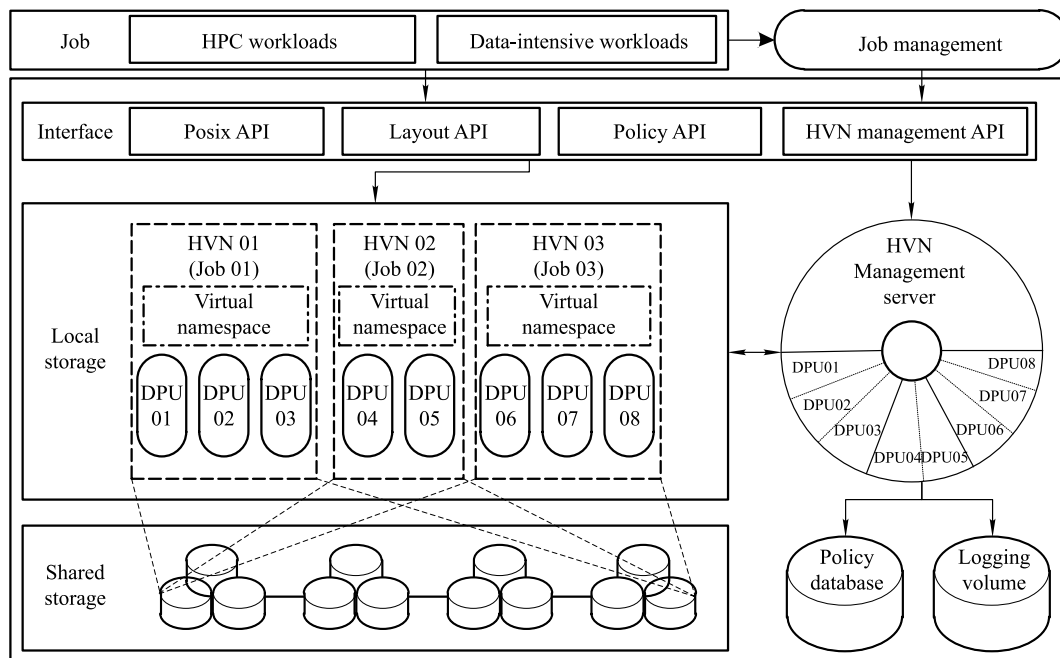 Job
HPC workloads
Data-intensive workloads
Job management
Interface
Posix API
Layout API
Policy API
HVN management API
Local
storage
HVN 01
(Job 01)
Virtual
namespace
DPU
01
DPU
02
DPU
03
HVN 02
(Job 02)
Virtual
namespace
DPU
04
DPU
05
HVN 03
(Job 03)
Virtual
namespace
DPU
06
DPU
07
DPU
08
HVN
Management
server
DPU01
DPU02
DPU03
DPU04
DPU05
DPU06
DPU07
DPU08
Shared
storage
Policy
database
Logging
volume